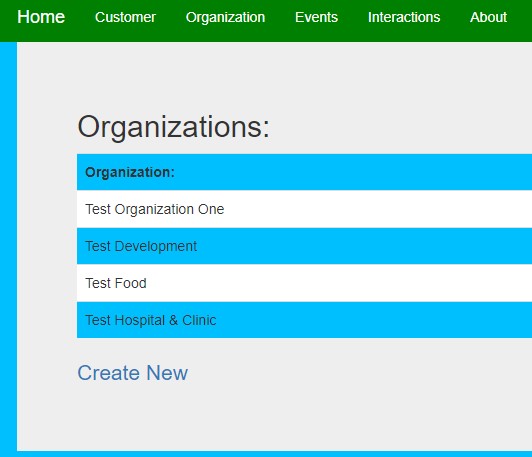 Home Customer Organization Events Interactions About
Organizations:
Organization:
Test Organization One
Test Development
Test Food
Test Hospital & Clinic
Create New